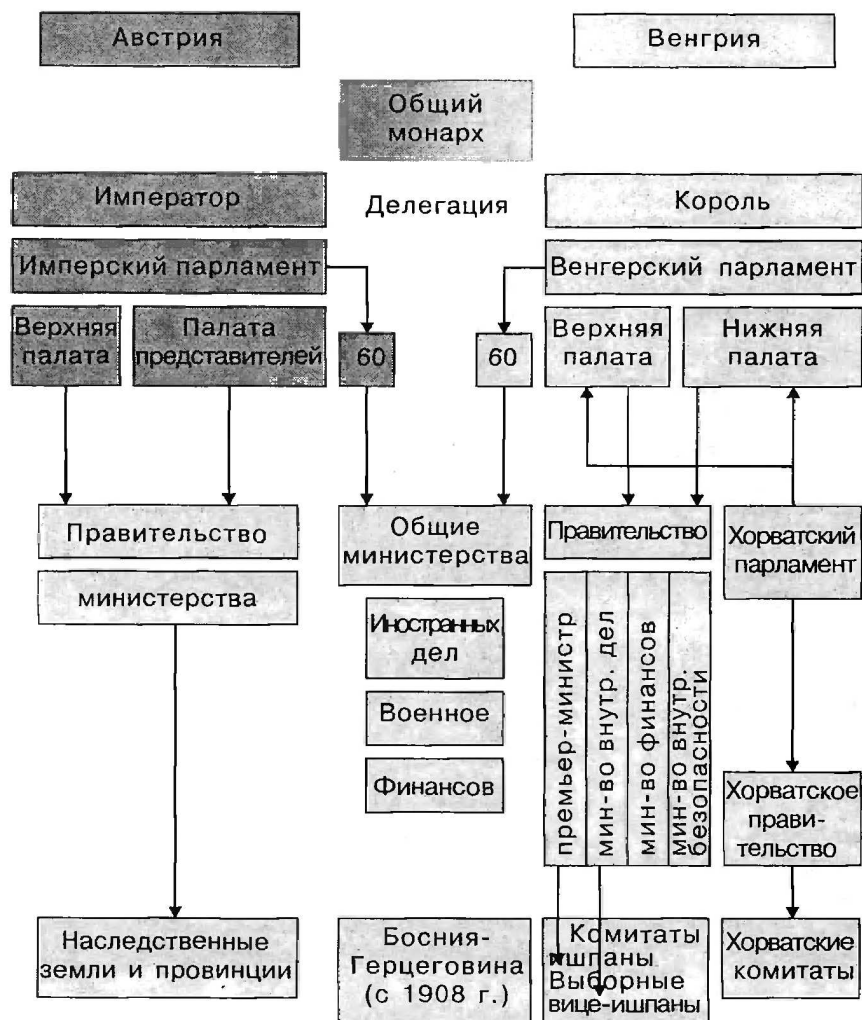 Австрия
Венгрия
Общий
монарх
Император
Делегация
Король
Имперский парламент
Венгерский парламент
Верхняя
палата
Палата
представителей
60
60
Верхняя
палата
Нижняя
палата
Правительство
Общие
министерства
Правительство
Хорватский
парламент
министерства
Иностранных
дел
Военное
Финансов
премьер-министр
мин-во внутр. дел
мин-во финансов
мин-во внутр.
безопасности
Хорватское
прави-
тельство
Наследственные
земли и провинции
Босния-
Герцеговина
(с 1908 г.)
Комитаты
ишпаны
Выборные
вице-ишпаны
Хорватские
комитаты